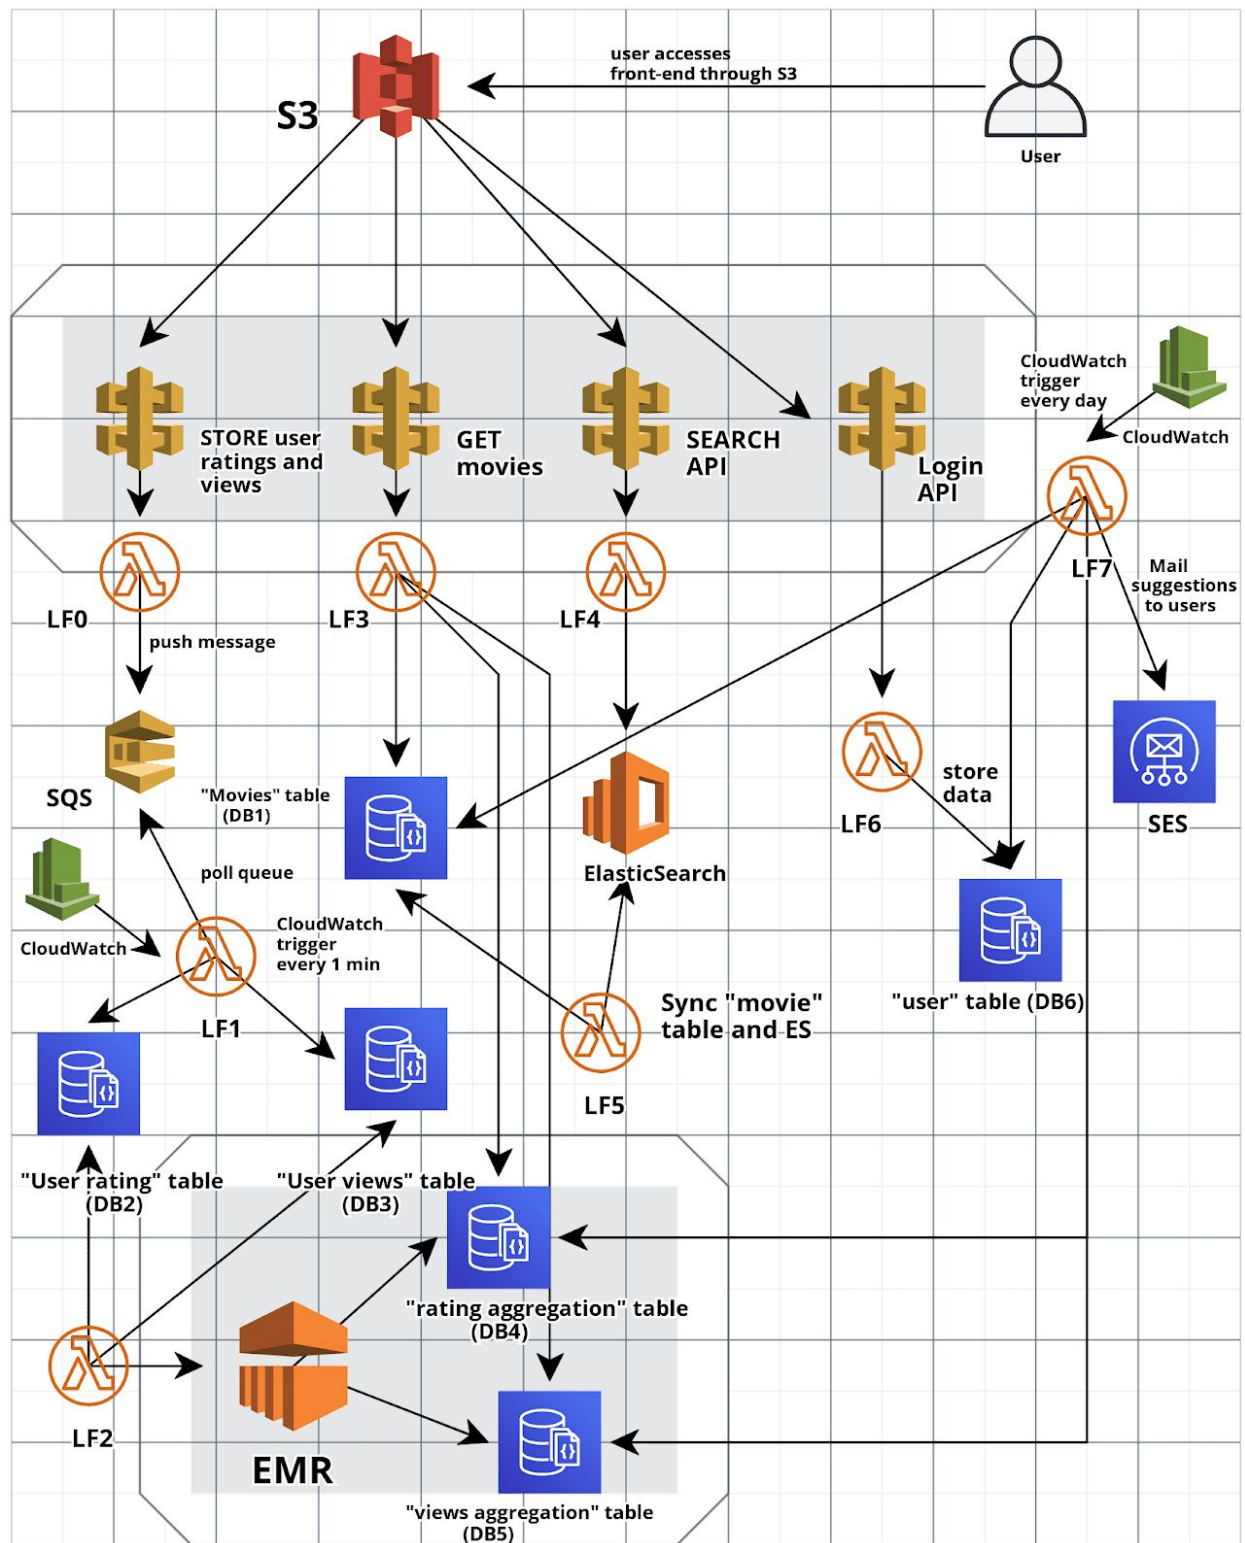 user accesses
front-end through S3
S3
User
CloudWatch
trigger
every day
CloudWatch
STORE user
ratings and
views
GET
movies
SEARCH
API
Login
API
LF7
Mail
suggestions
to users
LF0
LF3
LF4
push message
SQS
"Movies" table
(DB1)
store
data
LF6
SES
poll queue
ElasticSearch
CloudWatch
CloudWatch
trigger
every 1 min
LF1
Sync "movie"
table and ES
"user" table (DB6)
LF5
"User rating" table
(DB2)
"User views" table
(DB3)
"rating aggregation" table
(DB4)
LF2
EMR
"views aggregation" table
(DB5)